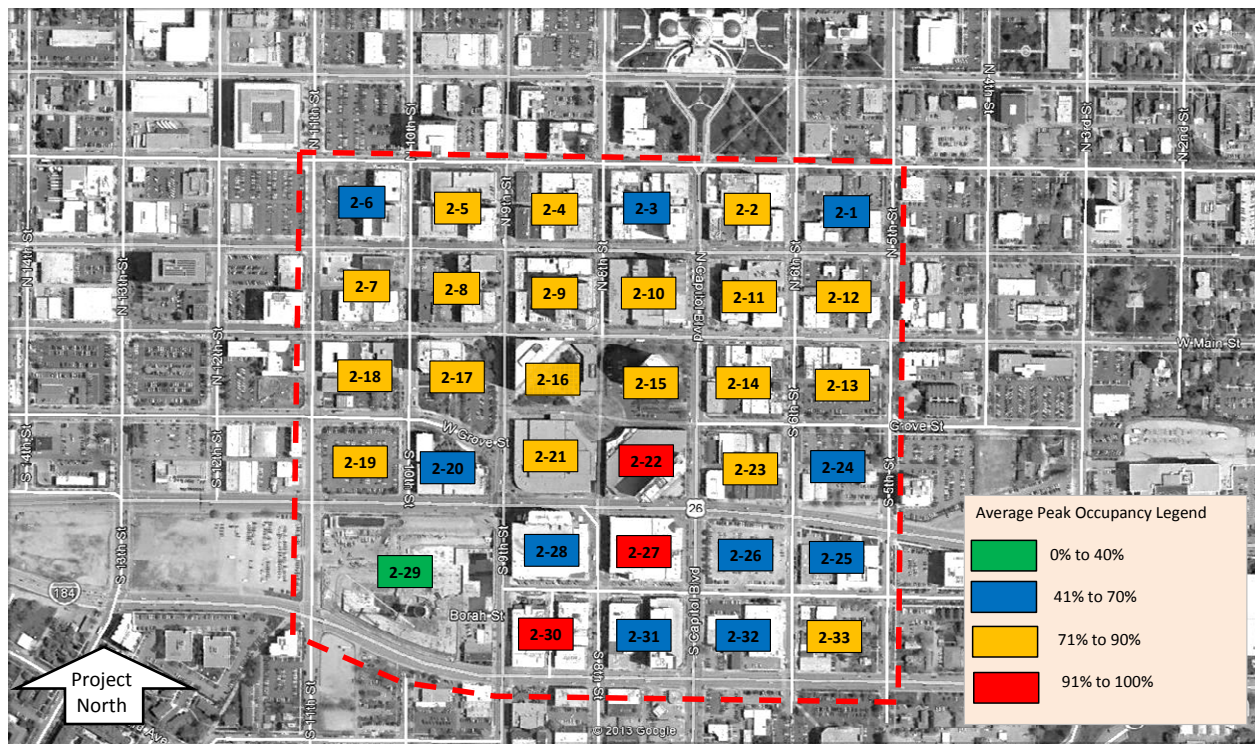 N 11th St
N 10th St
N 4th St
N 3rd St
N 2nd St
N
2-6
2-5
N 9th St
2-4
2-3
2-2
2-1
N 5th St
N 14th St
N 13th St
2-7
2-8
2-9
N 8th St
2-10
N Capitol Blvd
2-11
N 6th St
2-12
N 12th St
W Main St
2-18
2-17
2-16
2-15
2-14
2-13
S 6th St
Grove St
W Grove St
S 14th St
S 12th St
2-19
S 10th St
2-20
2-21
2-22
2-23
2-24
S 5th St
26
S 13th St
S 9th St
2-28
2-27
2-26
2-25
2-29
184
Borah St
S Capitol Blvd
2-30
2-31
2-32
2-33
S 8th St
S 11th St
Project
North
© 2013 Google
Average Peak Occupancy Legend
0% to 40%
41% to 70%
71% to 90%
91% to 100%